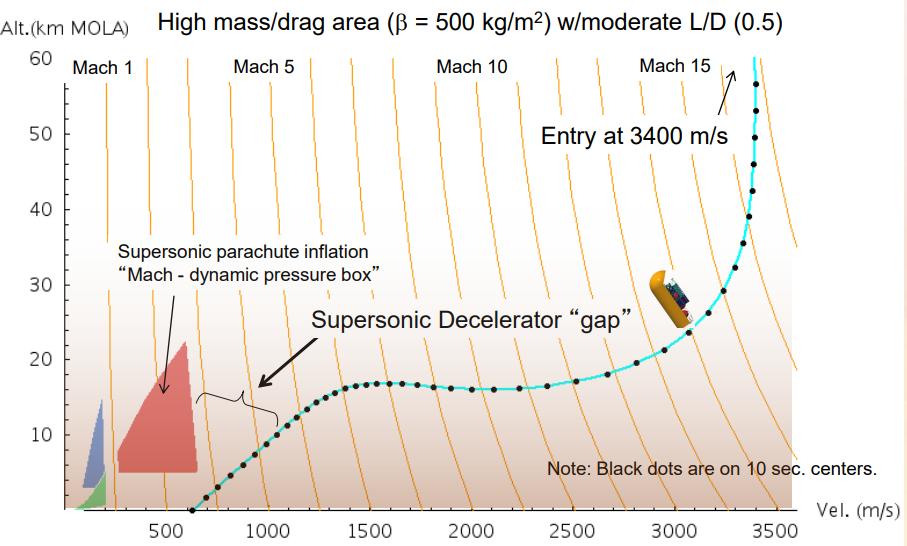 High mass/drag area (β = 500 kg/m²) w/moderate L/D (0.5)
Alt.(km MOLA)
60
Mach 1
Mach 5
Mach 10
Mach 15
50
Entry at 3400 m/s
40
Supersonic parachute inflation
“Mach - dynamic pressure box”
30
Supersonic Decelerator “gap”
20
10
Note: Black dots are on 10 sec. centers.
500
1000
1500
2000
2500
3000
3500
Vel. (m/s)